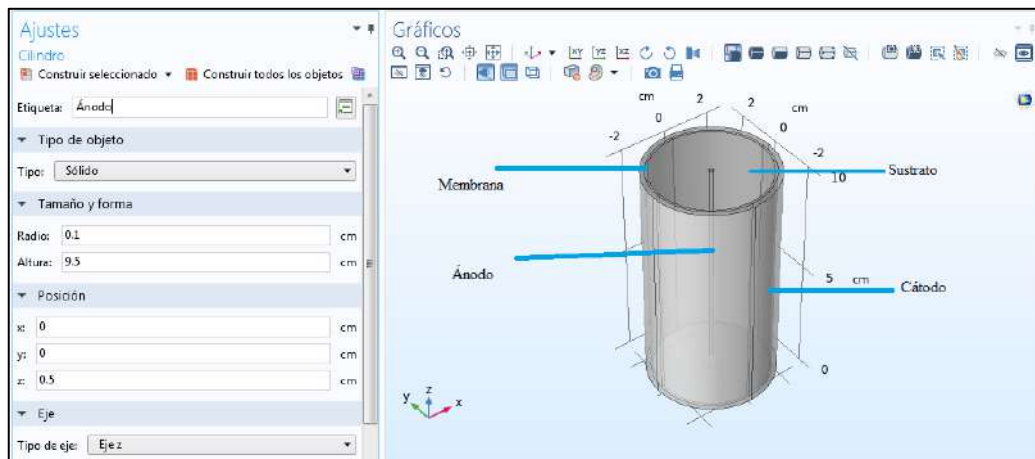 Ajustes
Cilindro
Construir seleccionado
Construir todos los objetos
Etiqueta: Ánodo
Tipo de objeto
Tipo: Sólido
Tamaño y forma
Radio: 0.1 cm
Altura: 9.5 cm
Posición
x: 0 cm
y: 0 cm
z: 0.5 cm
Eje
Tipo de eje: Eje z
Gráficos
cm 2 2 cm
0 0
-2 -2
10
Membrana
Sustrato
Ánodo
5 cm
Cátodo
0
y z x